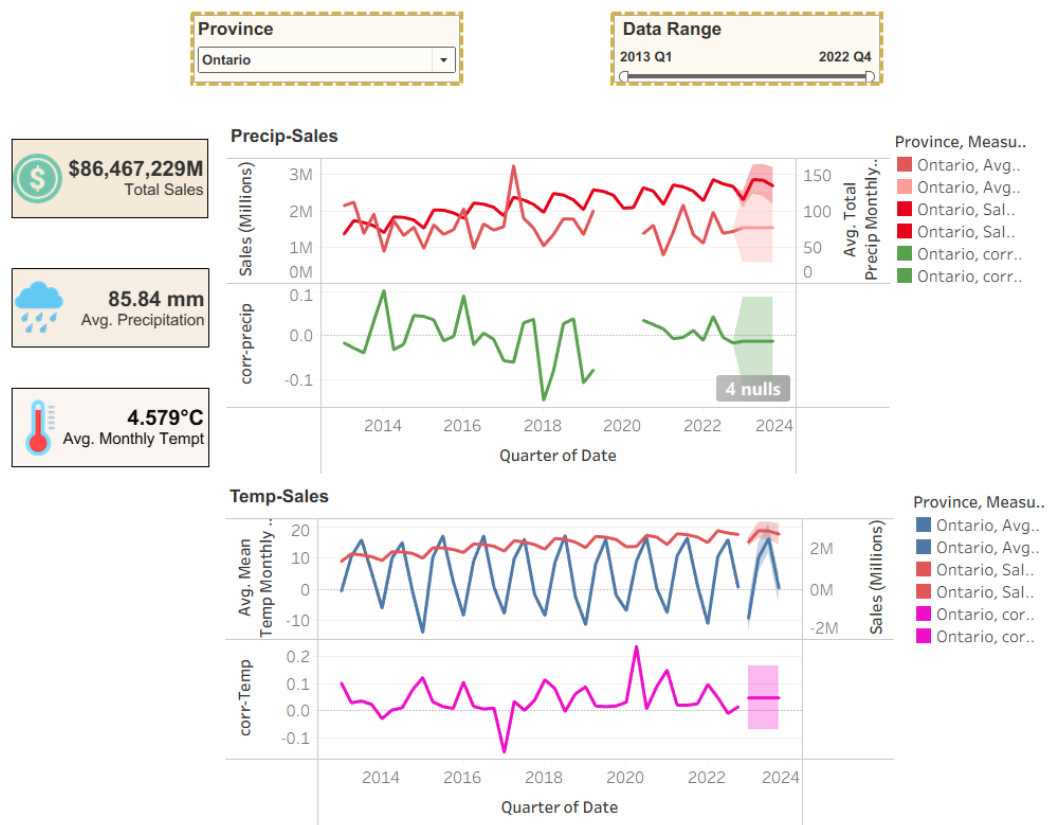 Province
Ontario
Data Range
2013 Q1 2022 Q4
$86,467,229M
Total Sales
85.84 mm
Avg. Precipitation
4.579°C
Avg. Monthly Tempt
Precip-Sales
Sales (Millions)
3M
2M
1M
0M
150
100
50
0
Avg. Total
Precip Monthly..
corr-precip
0.1
0.0
-0.1
4 nulls
2014 2016 2018 2020 2022 2024
Quarter of Date
Province, Measu..
Ontario, Avg..
Ontario, Avg..
Ontario, Sal..
Ontario, Sal..
Ontario, corr..
Ontario, corr..
Temp-Sales
Avg. Mean
Temp Monthly ..
20
10
0
-10
2M
0M
-2M
Sales (Millions)
corr-Temp
0.2
0.1
0.0
-0.1
2014 2016 2018 2020 2022 2024
Quarter of Date
Province, Measu..
Ontario, Avg..
Ontario, Avg..
Ontario, Sal..
Ontario, Sal..
Ontario, cor..
Ontario, cor..